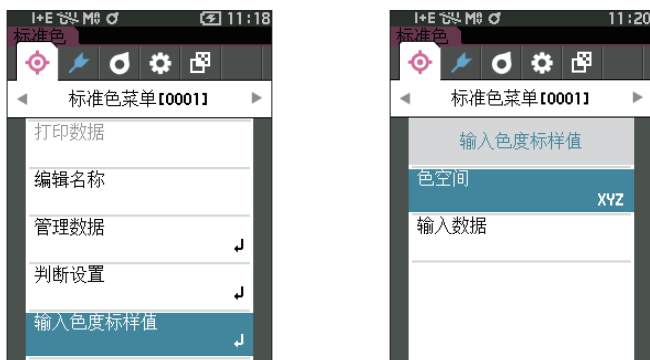 I+E M0 11:18
标准色
标准色菜单[0001]
打印数据
编辑名称
管理数据
判断设置
输入色度标样值
I+E M0 11:20
标准色
标准色菜单[0001]
输入色度标样值
色空间
XYZ
输入数据